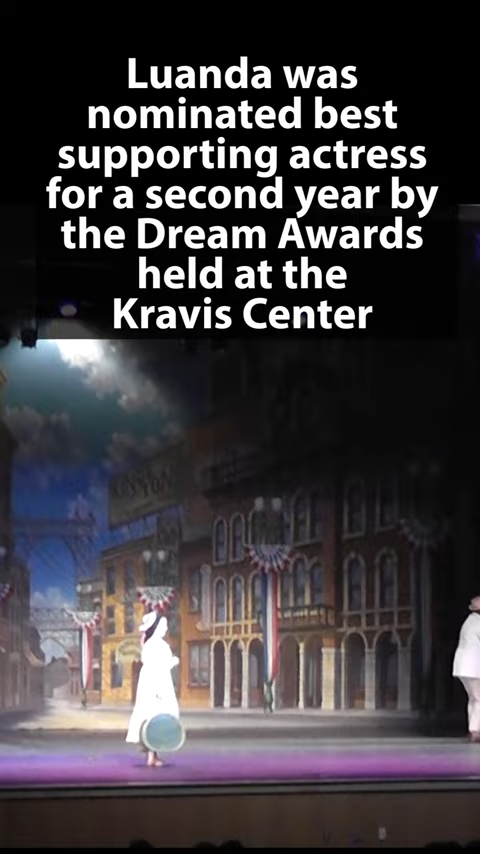 Luanda was
nominated best
supporting actress
for a second year by
the Dream Awards
held at the
Kravis Center